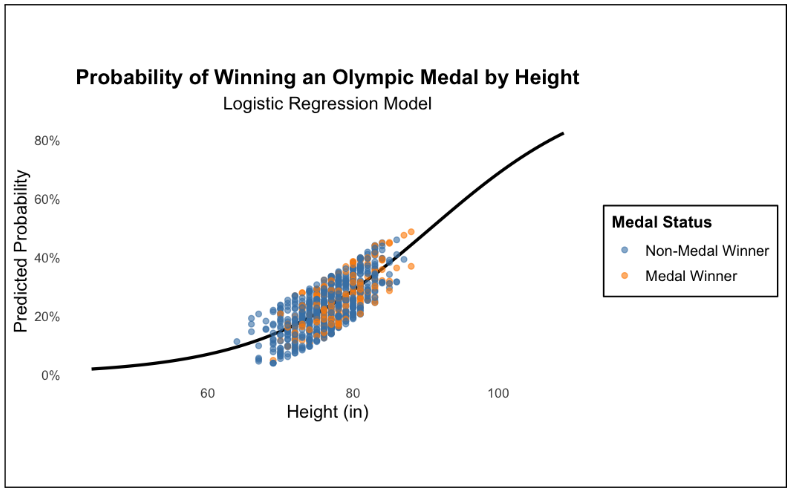 Probability of Winning an Olympic Medal by Height
Logistic Regression Model
Predicted Probability
80%
60%
40%
20%
0%
60 80 100
Height (in)
Medal Status
Non-Medal Winner
Medal Winner